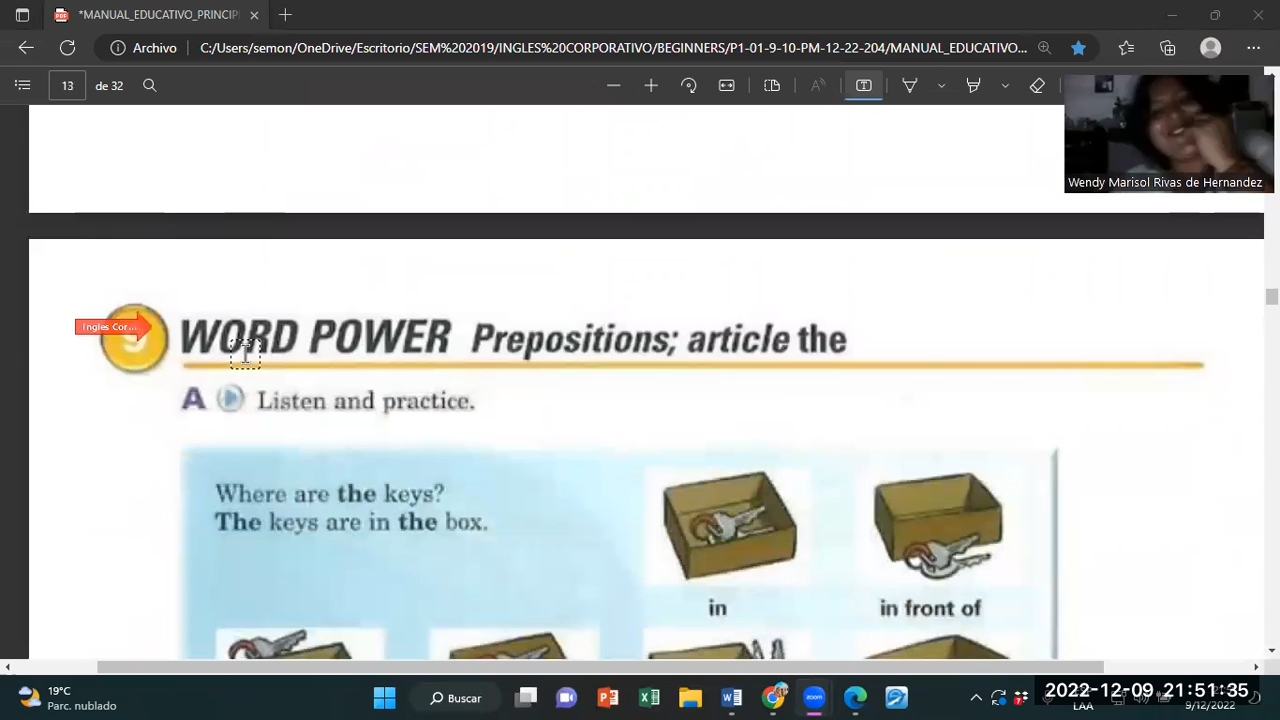 *MANUAL_EDUCATIVO_PRINCIPI
Archivo
C:/Users/semon/OneDrive/Escritorio/SEM%202019/INGLES%20CORPORATIVO/BEGINNERS/P1-01-9-10-PM-12-22-204/MANUAL_EDUCATIVO...
13 de 32
Wendy Marisol Rivas de Hernandez
Ingles Cor...
9 WORD POWER Prepositions; article the
A Listen and practice.
Where are the keys?
The keys are in the box.
in
in front of
19°C
Parc. nublado
Buscar
2022-12-09 21:51:35
LAA
9/12/2022